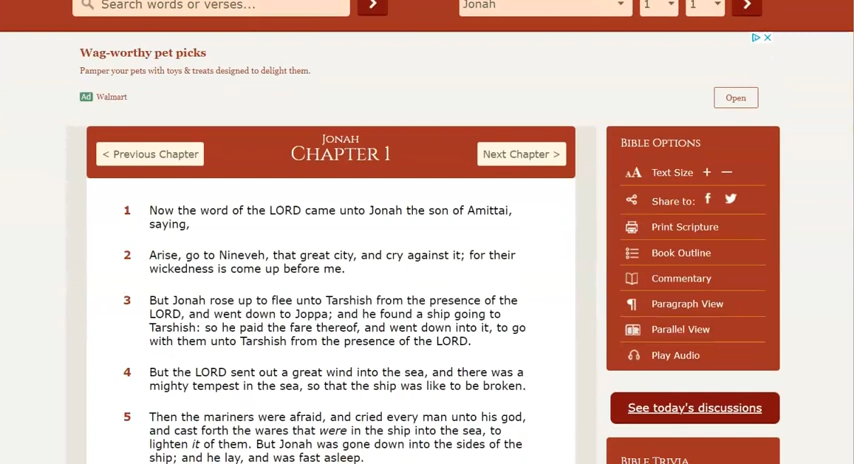 Search words or verses...
Jonah
1
1
Wag-worthy pet picks
Pamper your pets with toys & treats designed to delight them.
Ad Walmart
Open
< Previous Chapter
Jonah
Chapter 1
Next Chapter >
1 Now the word of the LORD came unto Jonah the son of Amittai,
saying,
2 Arise, go to Nineveh, that great city, and cry against it; for their
wickedness is come up before me.
3 But Jonah rose up to flee unto Tarshish from the presence of the
LORD, and went down to Joppa; and he found a ship going to
Tarshish: so he paid the fare thereof, and went down into it, to go
with them unto Tarshish from the presence of the LORD.
4 But the LORD sent out a great wind into the sea, and there was a
mighty tempest in the sea, so that the ship was like to be broken.
5 Then the mariners were afraid, and cried every man unto his god,
and cast forth the wares that were in the ship into the sea, to
lighten it of them. But Jonah was gone down into the sides of the
ship; and he lay, and was fast asleep.
Bible Options
AA Text Size + −
Share to:
Print Scripture
Book Outline
Commentary
Paragraph View
Parallel View
Play Audio
See today's discussions
Bible Trivia